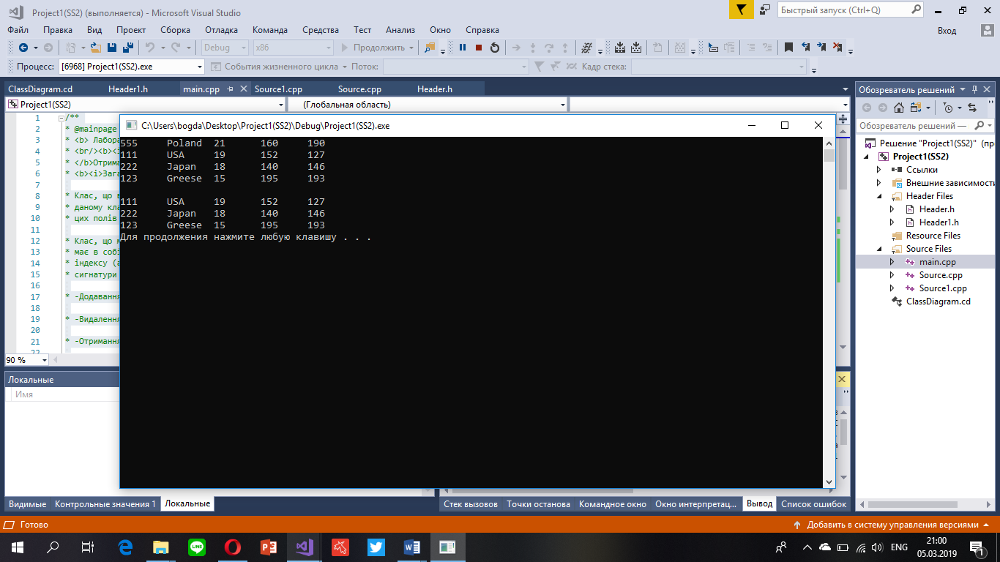 Project1(SS2) (выполняется) - Microsoft Visual Studio
Быстрый запуск (Ctrl+Q)
Файл Правка Вид Проект Сборка Отладка Команда Средства Тест Анализ Окно Справка
Вход
Debug x86 Продолжить
Процесс: [6968] Project1(SS2).exe События жизненного цикла Поток: Кадр стека:
ClassDiagram.cd Header1.h main.cpp Source1.cpp Source.cpp Header.h
Project1(SS2) (Глобальная область)
1 /**
2 * @mainpage
3 * <b> Лабора
4 * <br/><b><i
5 * </b>Отрима
6 * <b><i>Зага
7
8 * Клас, що в
9 * даному кла
10 * цих полів
11
12 * Клас, що м
13 * має в собі
14 * індексу (а
15 * сигнатури
16
17 * -Додавання
18
19 * -Видалення
20
21 * -Отримання
22
90 %
C:\Users\bogda\Desktop\Project1(SS2)\Debug\Project1(SS2).exe
555 Poland 21 160 190
111 USA 19 152 127
222 Japan 18 140 146
123 Greese 15 195 193
111 USA 19 152 127
222 Japan 18 140 146
123 Greese 15 195 193
Для продолжения нажмите любую клавишу . . .
Обозреватель решений
Обозреватель решений —
Решение "Project1(SS2)" (пр
Project1(SS2)
Ссылки
Внешние зависимости
Header Files
Header.h
Header1.h
Resource Files
Source Files
main.cpp
Source.cpp
Source1.cpp
ClassDiagram.cd
Локальные
Имя
Видимые Контрольные значения 1 Локальные
Стек вызовов Точки останова Командное окно Окно интерпретац... Вывод Список ошибок
Готово
Добавить в систему управления версиями
LINE
ENG
21:00
05.03.2019
1